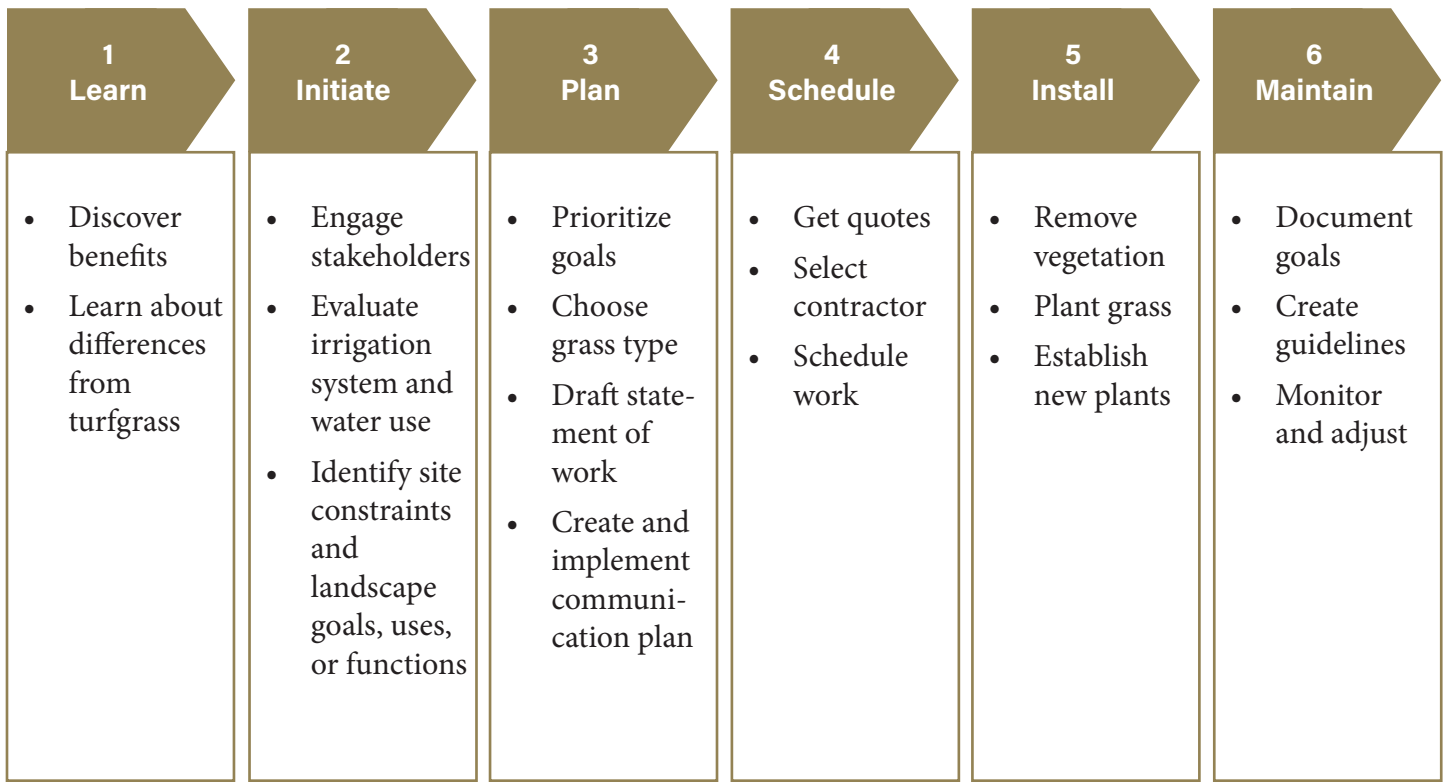 1
Learn
• Discover
benefits
• Learn about
differences
from
turfgrass
2
Initiate
• Engage
stakeholders
• Evaluate
irrigation
system and
water use
• Identify site
constraints
and
landscape
goals, uses,
or functions
3
Plan
• Prioritize
goals
• Choose
grass type
• Draft state-
ment of
work
• Create and
implement
communi-
cation plan
4
Schedule
• Get quotes
• Select
contractor
• Schedule
work
5
Install
• Remove
vegetation
• Plant grass
• Establish
new plants
6
Maintain
• Document
goals
• Create
guidelines
• Monitor
and adjust